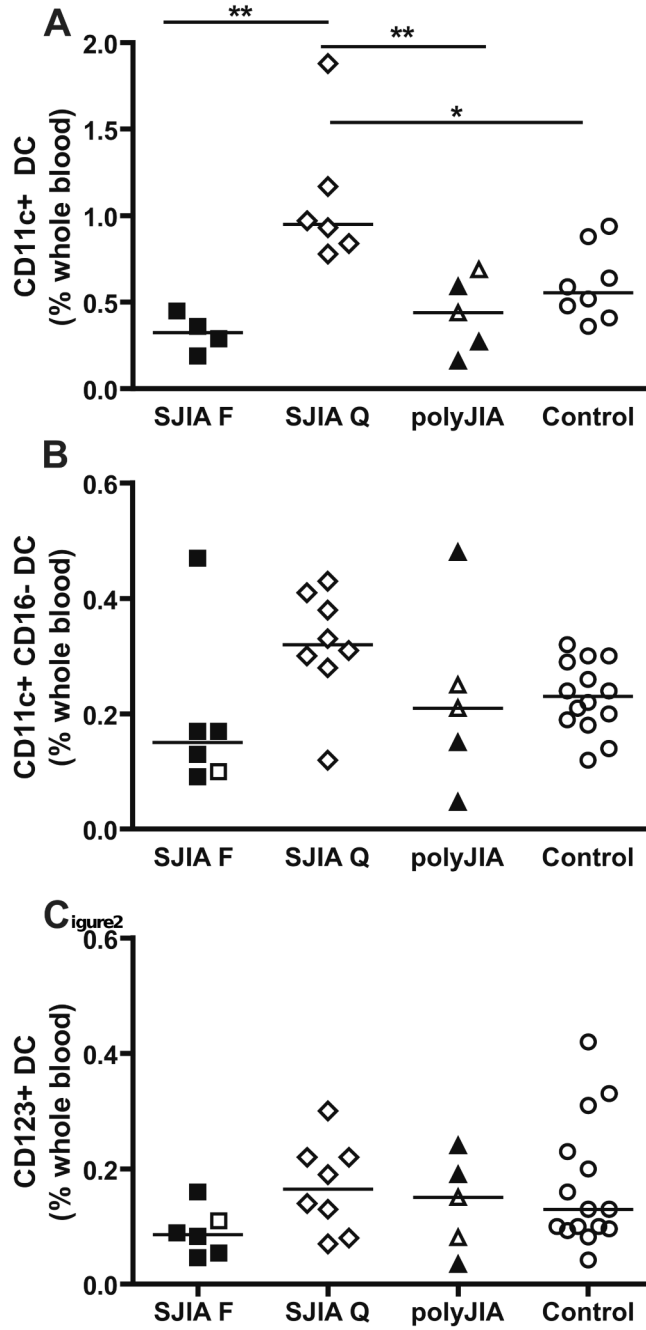 A
**
**
*
CD11c+ DC
(% whole blood)
2.0
1.5
1.0
0.5
0.0
SJIA F SJIA Q polyJIA Control
B
CD11c+ CD16- DC
(% whole blood)
0.6
0.4
0.2
0.0
SJIA F SJIA Q polyJIA Control
C igure2
CD123+ DC
(% whole blood)
0.6
0.4
0.2
0.0
SJIA F SJIA Q polyJIA Control